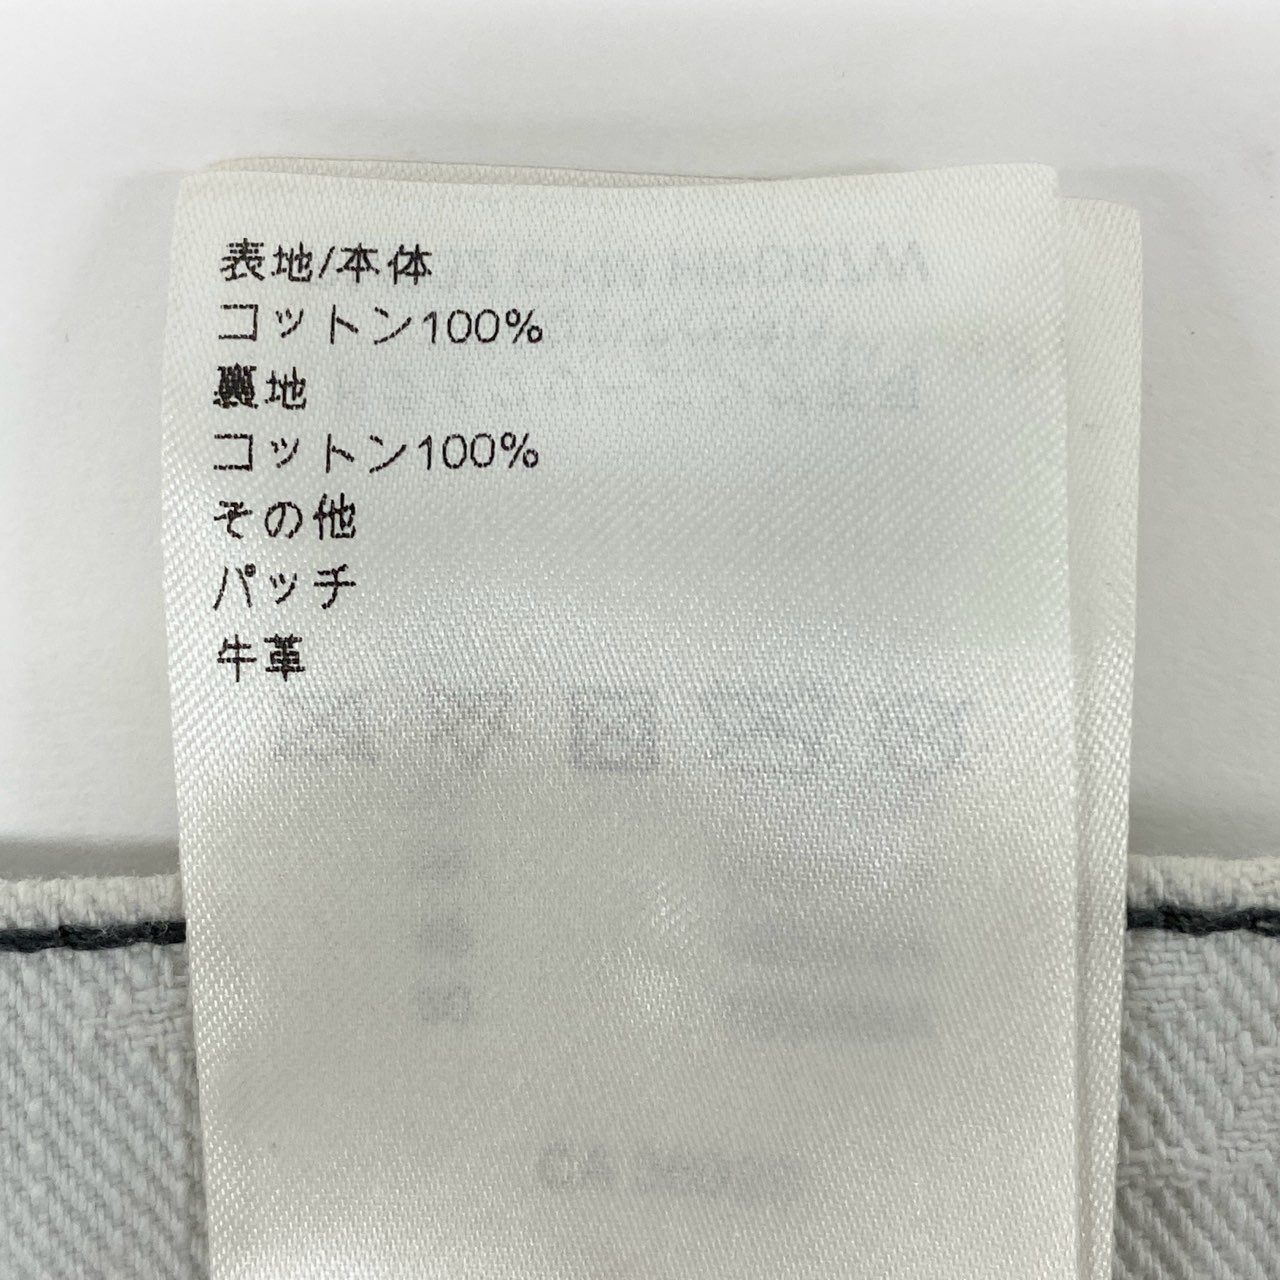 表地/本体
コットン100%
裏地
コットン100%
その他
パッチ
牛革